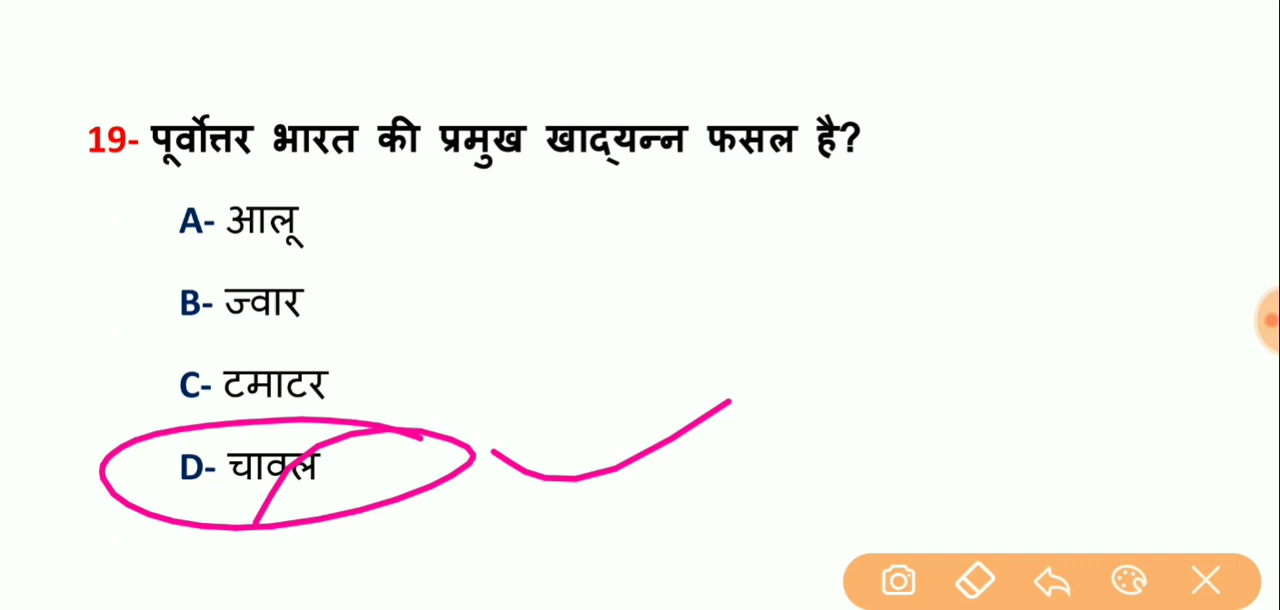 19- पूर्वोत्तर भारत की प्रमुख खाद्यन्न फसल है?
A- आलू
B- ज्वार
C- टमाटर
D- चावल